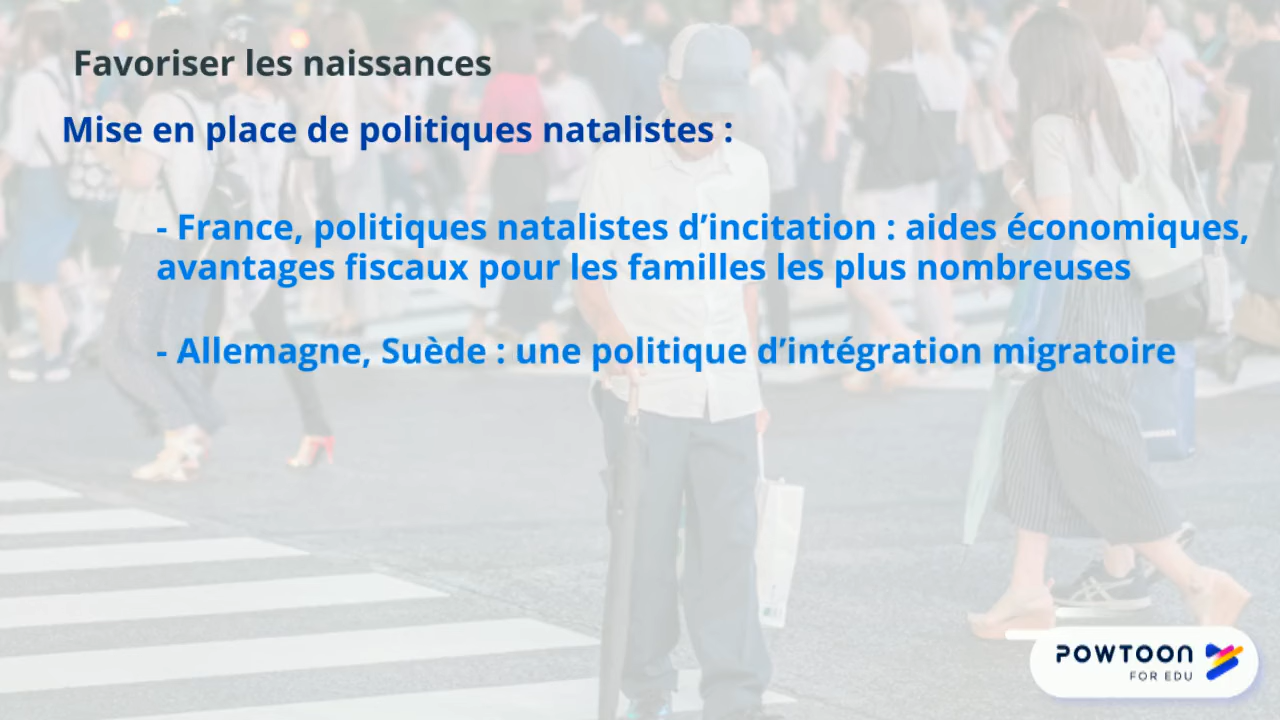 Favoriser les naissances
Mise en place de politiques natalistes :
- France, politiques natalistes d’incitation : aides économiques,
avantages fiscaux pour les familles les plus nombreuses
- Allemagne, Suède : une politique d’intégration migratoire
POWTOON
FOR EDU